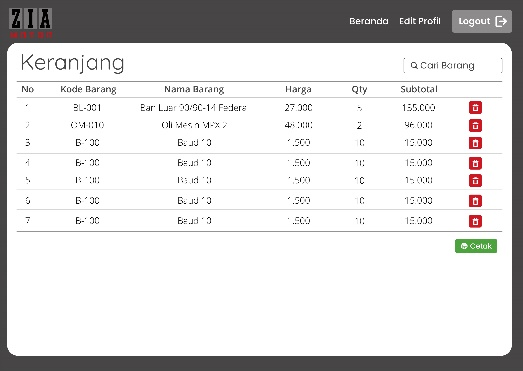 ZIA
MOTOR
Beranda Edit Profil Logout
Keranjang
Cari Barang
No Kode Barang Nama Barang Harga Qty Subtotal
1 BL-001 Ban Luar 90/90-14 Federal 27.000 5 135.000
2 OM-010 Oli Mesin MPX 2 48.000 2 96.000
3 B-100 Baud 10 1.500 10 15.000
4 B-100 Baud 10 1.500 10 15.000
5 B-100 Baud 10 1.500 10 15.000
6 B-100 Baud 10 1.500 10 15.000
7 B-100 Baud 10 1.500 10 15.000
Cetak